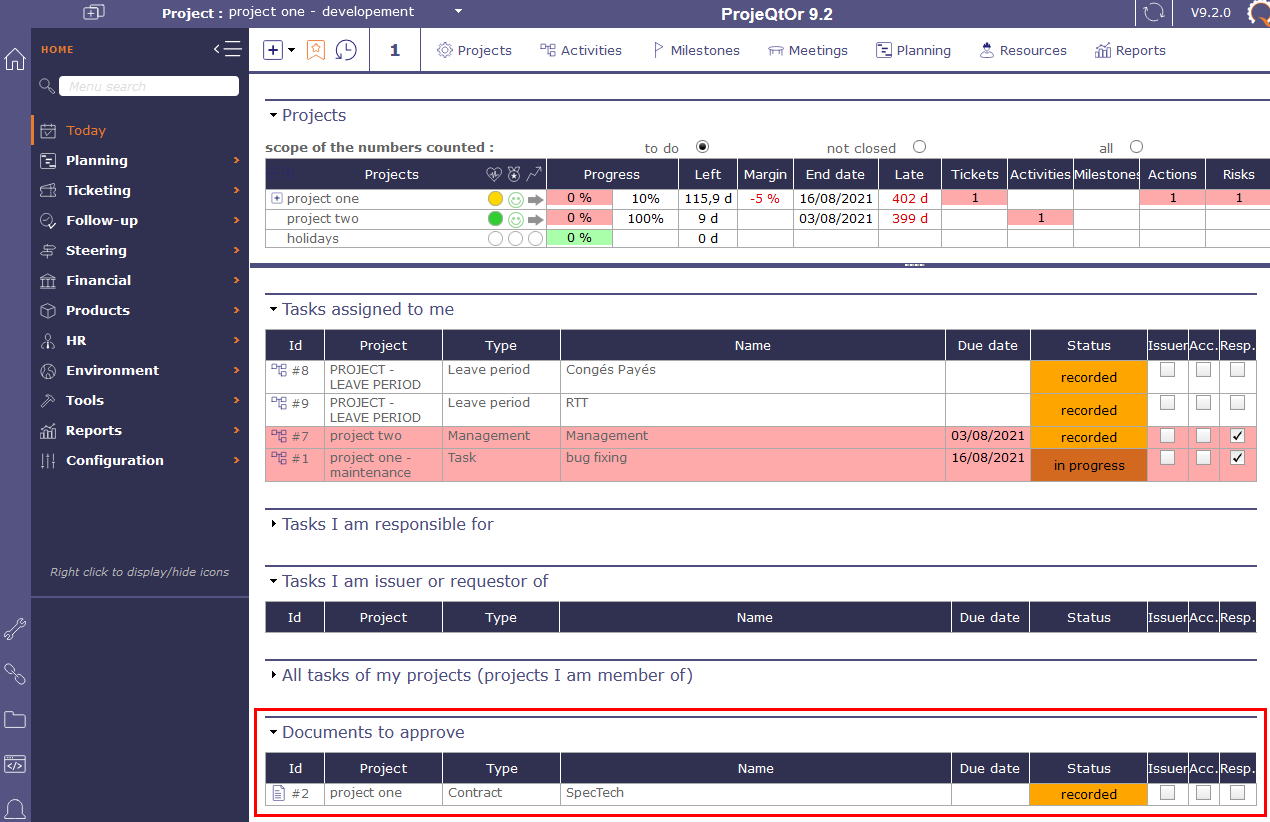 Project : project one - developement
ProjeQtOr 9.2
V9.2.0
HOME
1
Projects
Activities
Milestones
Meetings
Planning
Resources
Reports
Menu search
Today
Planning
Ticketing
Follow-up
Steering
Financial
Products
HR
Environment
Tools
Reports
Configuration
Right click to display/hide icons
Projects
scope of the numbers counted : to do not closed all
Projects Progress Left Margin End date Late Tickets Activities Milestones Actions Risks
project one 0 % 10% 115,9 d -5 % 16/08/2021 402 d 1 1 1
project two 0 % 100% 9 d 03/08/2021 399 d 1
holidays 0 % 0 d
Tasks assigned to me
Id Project Type Name Due date Status Issuer Acc. Resp.
#8 PROJECT - LEAVE PERIOD Leave period Congés Payés recorded
#9 PROJECT - LEAVE PERIOD Leave period RTT recorded
#7 project two Management Management 03/08/2021 recorded
#1 project one - maintenance Task bug fixing 16/08/2021 in progress
Tasks I am responsible for
Tasks I am issuer or requestor of
Id Project Type Name Due date Status Issuer Acc. Resp.
All tasks of my projects (projects I am member of)
Documents to approve
Id Project Type Name Due date Status Issuer Acc. Resp.
#2 project one Contract SpecTech recorded